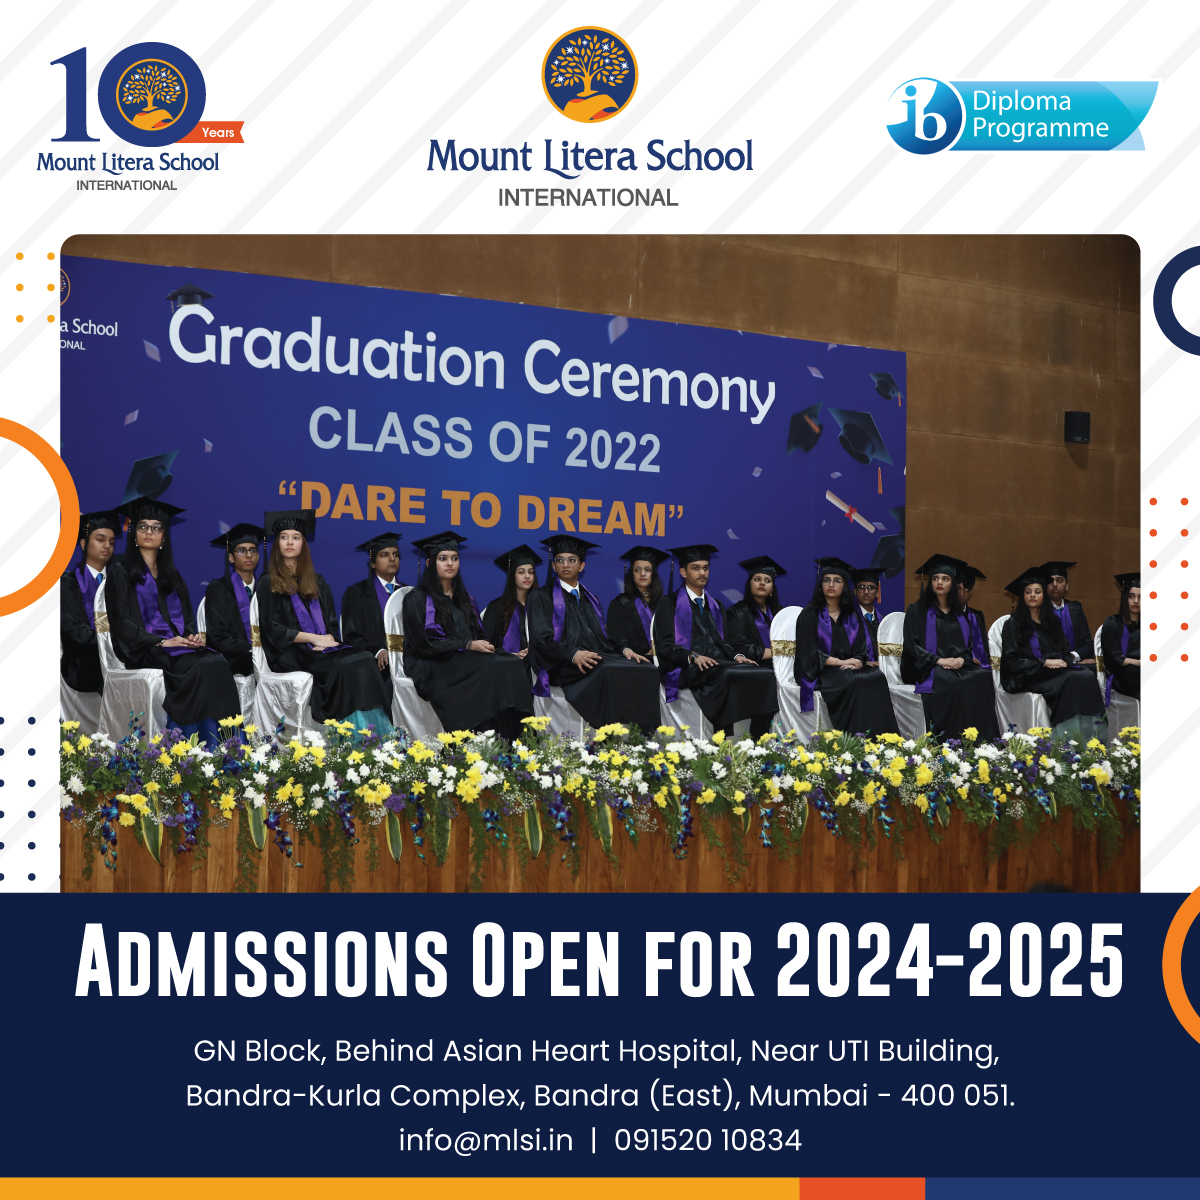 10
Years
Mount Litera School
INTERNATIONAL
Mount Litera School
INTERNATIONAL
ib
Diploma
Programme
a School
ONAL
Graduation Ceremony
CLASS OF 2022
“DARE TO DREAM”
ADMISSIONS OPEN FOR 2024-2025
GN Block, Behind Asian Heart Hospital, Near UTI Building,
Bandra-Kurla Complex, Bandra (East), Mumbai - 400 051.
info@mlsi.in | 091520 10834